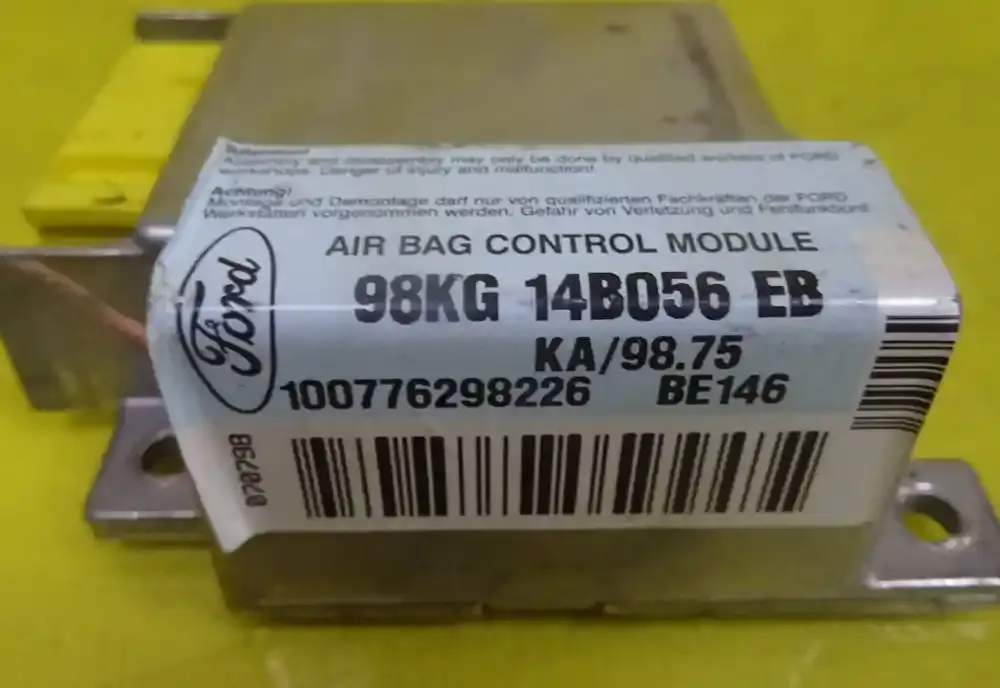 Assembly and disassembly may only be done by qualified workers of FORD
workshops. Danger of injury and malfunction!
Achtung!
Montage und Demontage darf nur von qualifizierten Fachkräften der FORD
Werkstätten vorgenommen werden. Gefahr von Verletzung und Fehlfunktion!
AIR BAG CONTROL MODULE
Ford
98KG 14B056 EB
KA/98.75
100776298226 BE146
020798